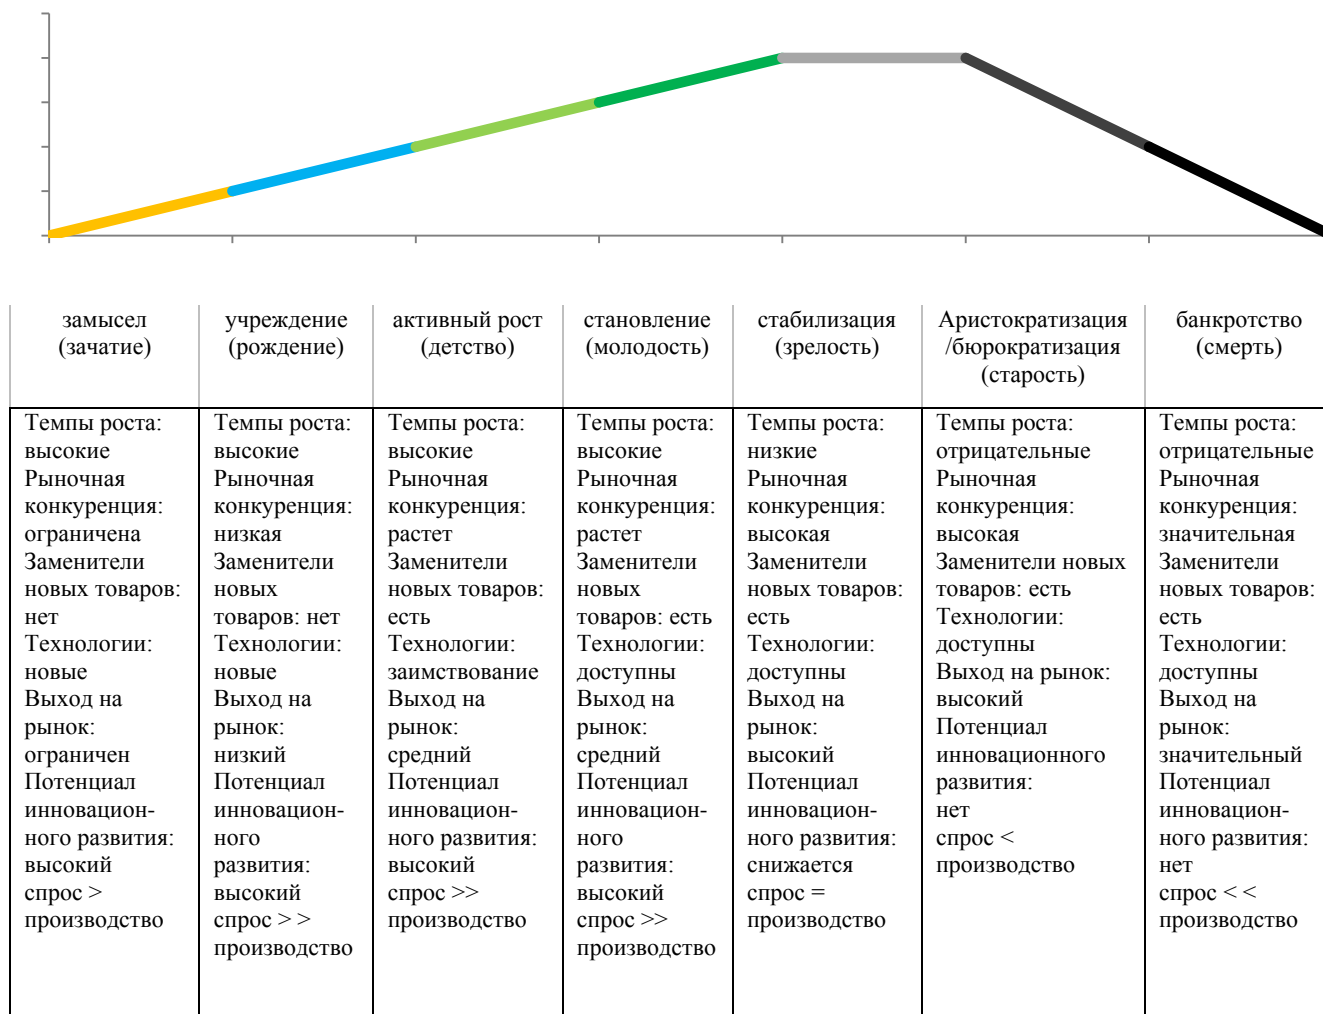 замысел
(зачатие)
учреждение
(рождение)
активный рост
(детство)
становление
(молодость)
стабилизация
(зрелость)
Аристократизация
/бюрократизация
(старость)
банкротство
(смерть)
Темпы роста:
высокие
Рыночная
конкуренция:
ограничена
Заменители
новых товаров:
нет
Технологии:
новые
Выход на
рынок:
ограничен
Потенциал
инновацион-
ного развития:
высокий
спрос >
производство
Темпы роста:
высокие
Рыночная
конкуренция:
низкая
Заменители
новых
товаров: нет
Технологии:
новые
Выход на
рынок:
низкий
Потенциал
инновацион-
ного
развития:
высокий
спрос > >
производство
Темпы роста:
высокие
Рыночная
конкуренция:
растет
Заменители
новых товаров:
есть
Технологии:
заимствование
Выход на
рынок:
средний
Потенциал
инновацион-
ного развития:
высокий
спрос >>
производство
Темпы роста:
высокие
Рыночная
конкуренция:
растет
Заменители
новых
товаров: есть
Технологии:
доступны
Выход на
рынок:
средний
Потенциал
инновацион-
ного
развития:
высокий
спрос >>
производство
Темпы роста:
низкие
Рыночная
конкуренция:
высокая
Заменители
новых товаров:
есть
Технологии:
доступны
Выход на
рынок:
высокий
Потенциал
инновацион-
ного развития:
снижается
спрос =
производство
Темпы роста:
отрицательные
Рыночная
конкуренция:
высокая
Заменители новых
товаров: есть
Технологии:
доступны
Выход на рынок:
высокий
Потенциал
инновационного
развития:
нет
спрос <
производство
Темпы роста:
отрицательные
Рыночная
конкуренция:
значительная
Заменители
новых товаров:
есть
Технологии:
доступны
Выход на
рынок:
значительный
Потенциал
инновацион-
ного развития:
нет
спрос < <
производство